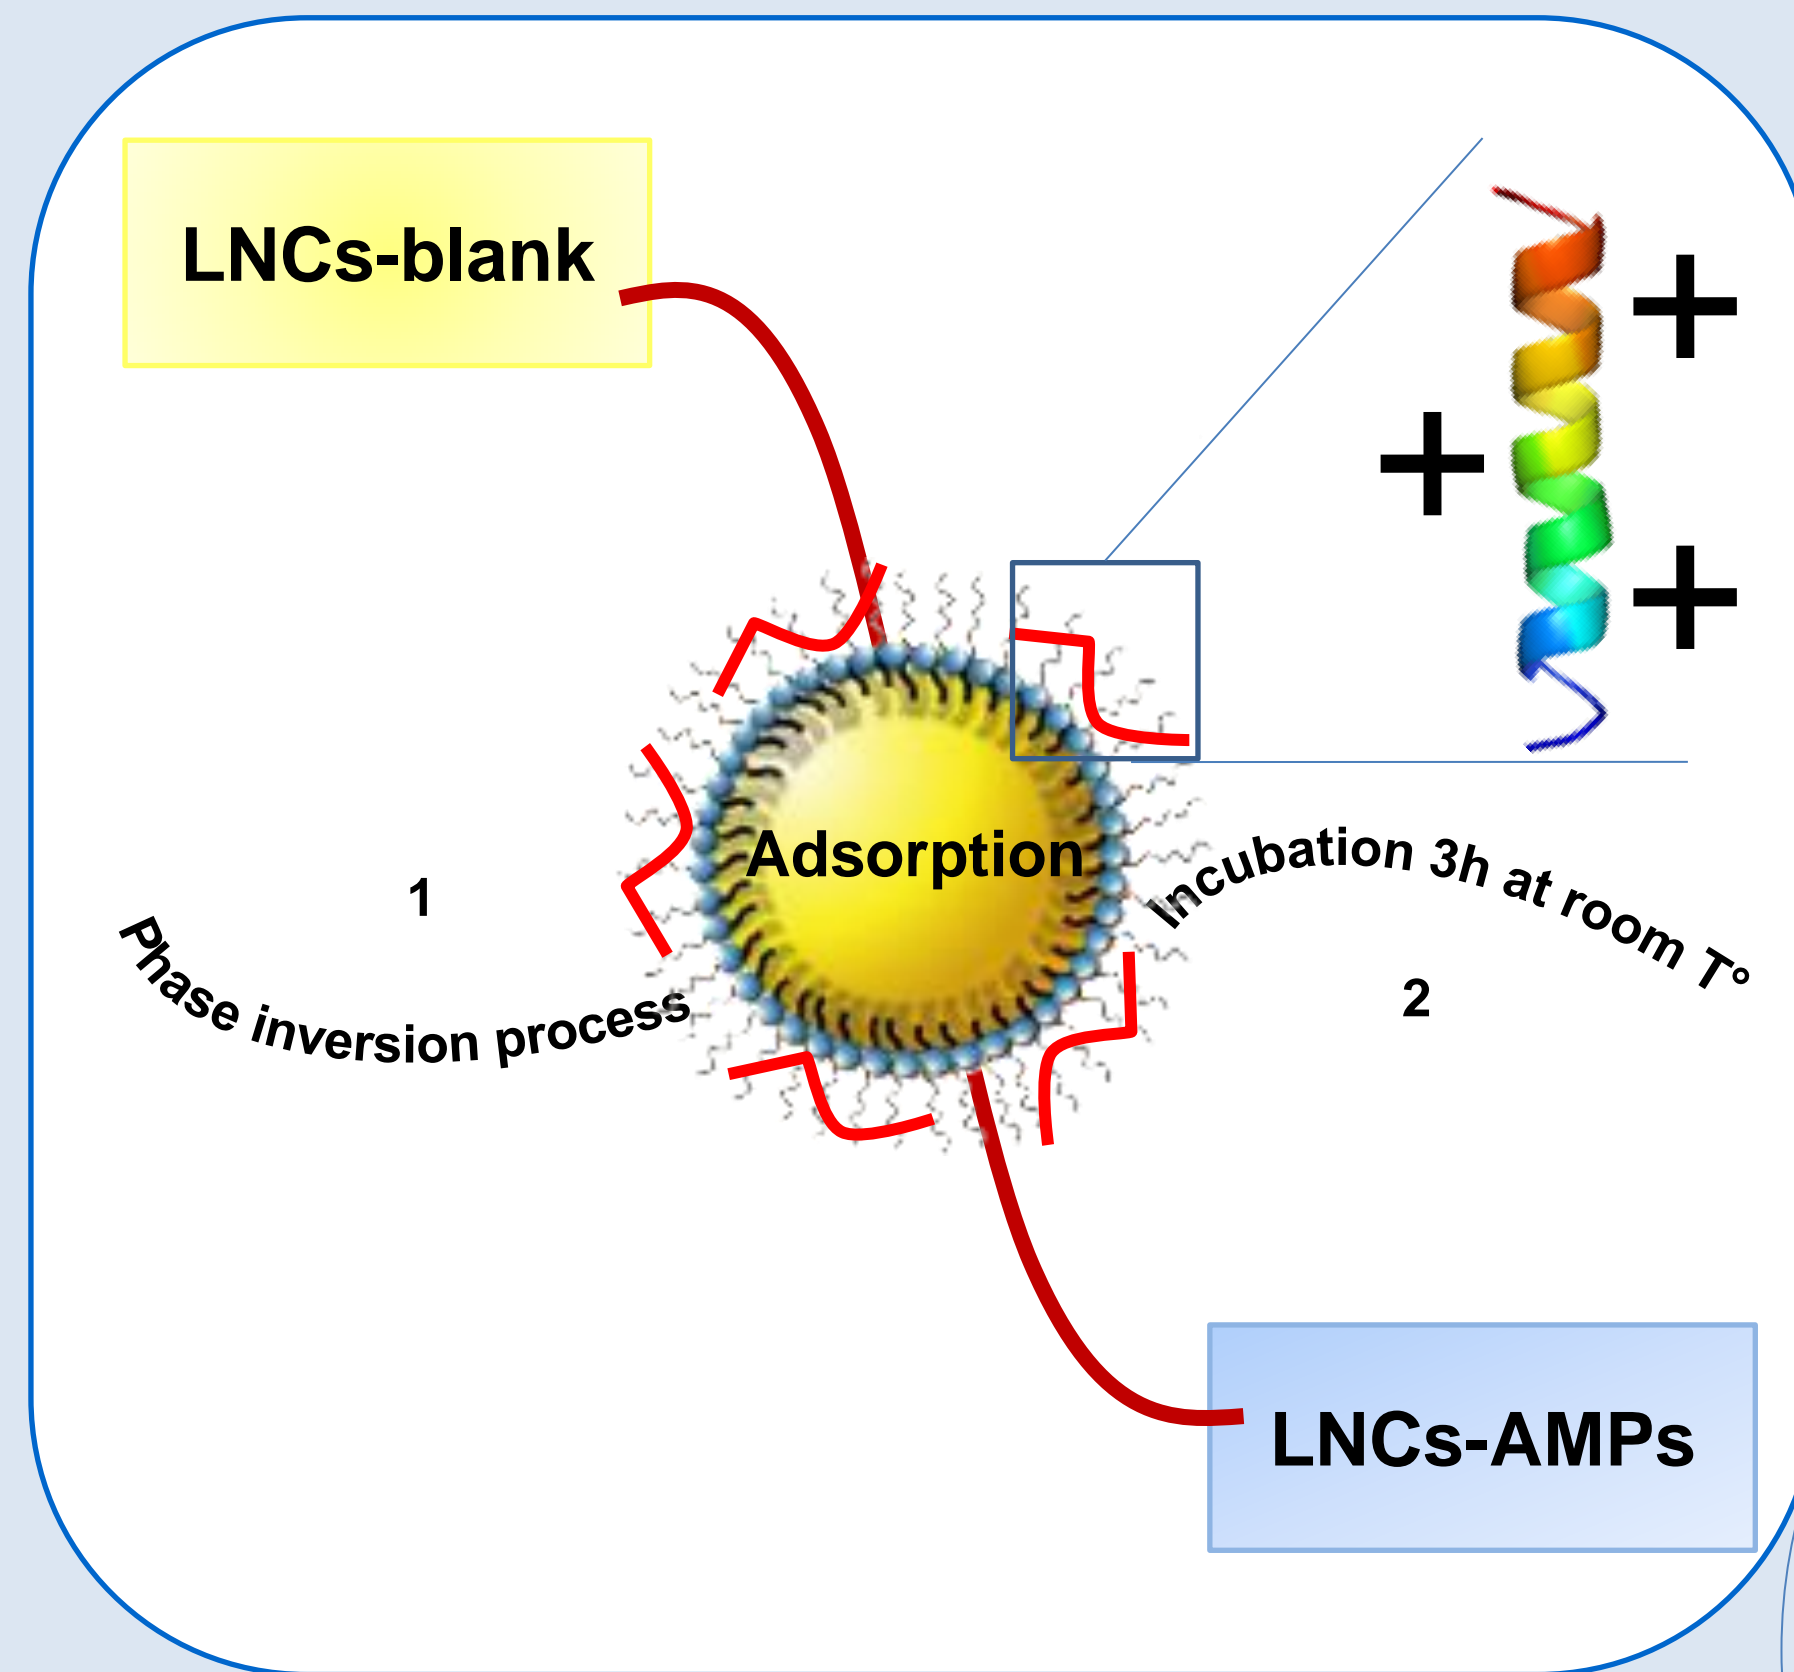 LNCs-blank
+
+
+
Adsorption
1
Phase inversion process
Incubation 3h at room T°
2
LNCs-AMPs